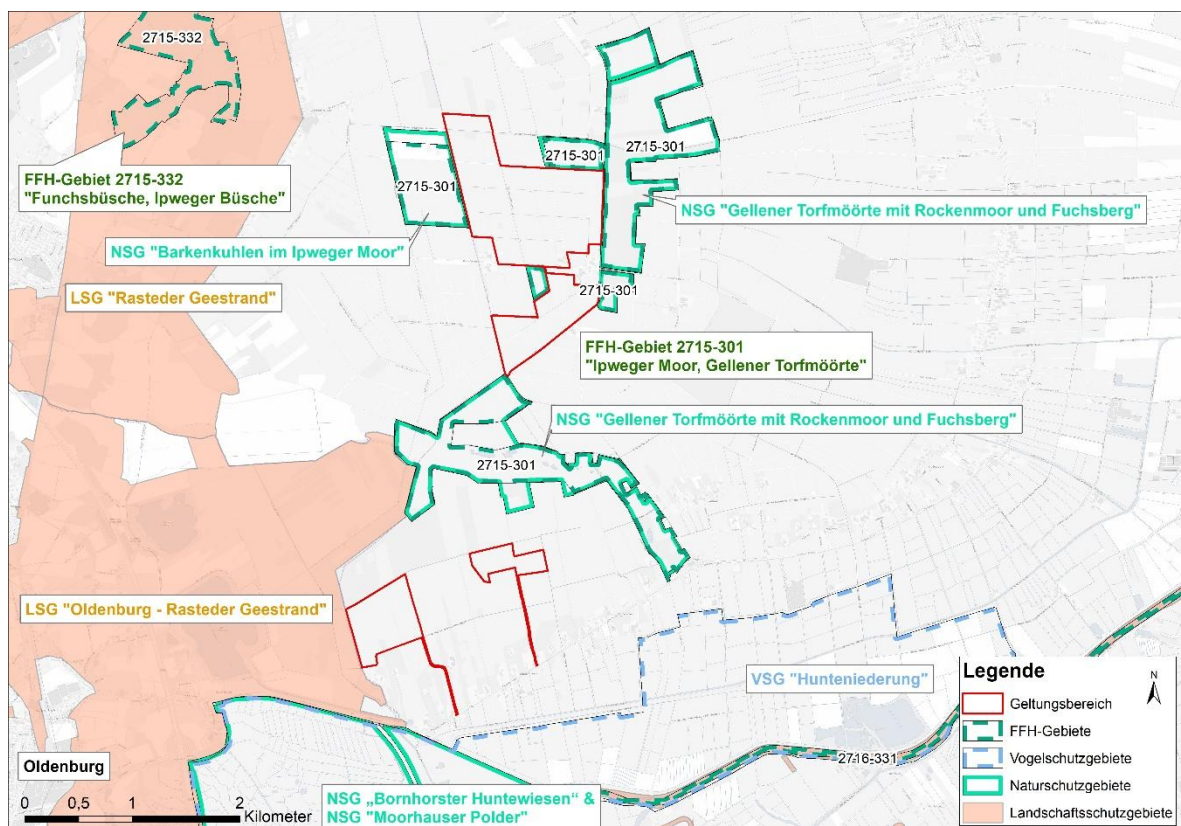 2715-332
FFH-Gebiet 2715-332
"Funchsbüsche, Ipweger Büsche"
2715-301
2715-301
2715-301
NSG "Gellener Torfmöörte mit Rockenmoor und Fuchsberg"
NSG "Barkenkuhlen im Ipweger Moor"
LSG "Rasteder Geestrand"
2715-301
FFH-Gebiet 2715-301
"Ipweger Moor, Gellener Torfmöörte"
NSG "Gellener Torfmöörte mit Rockenmoor und Fuchsberg"
2715-301
LSG "Oldenburg - Rasteder Geestrand"
VSG "Hunteniederung"
2716-331
Oldenburg
0 0,5 1 2
Kilometer
NSG „Bornhorster Huntewiesen“ &
NSG "Moorhauser Polder"
Legende
N
Geltungsbereich
FFH-Gebiete
Vogelschutzgebiete
Naturschutzgebiete
Landschaftsschutzgebiete